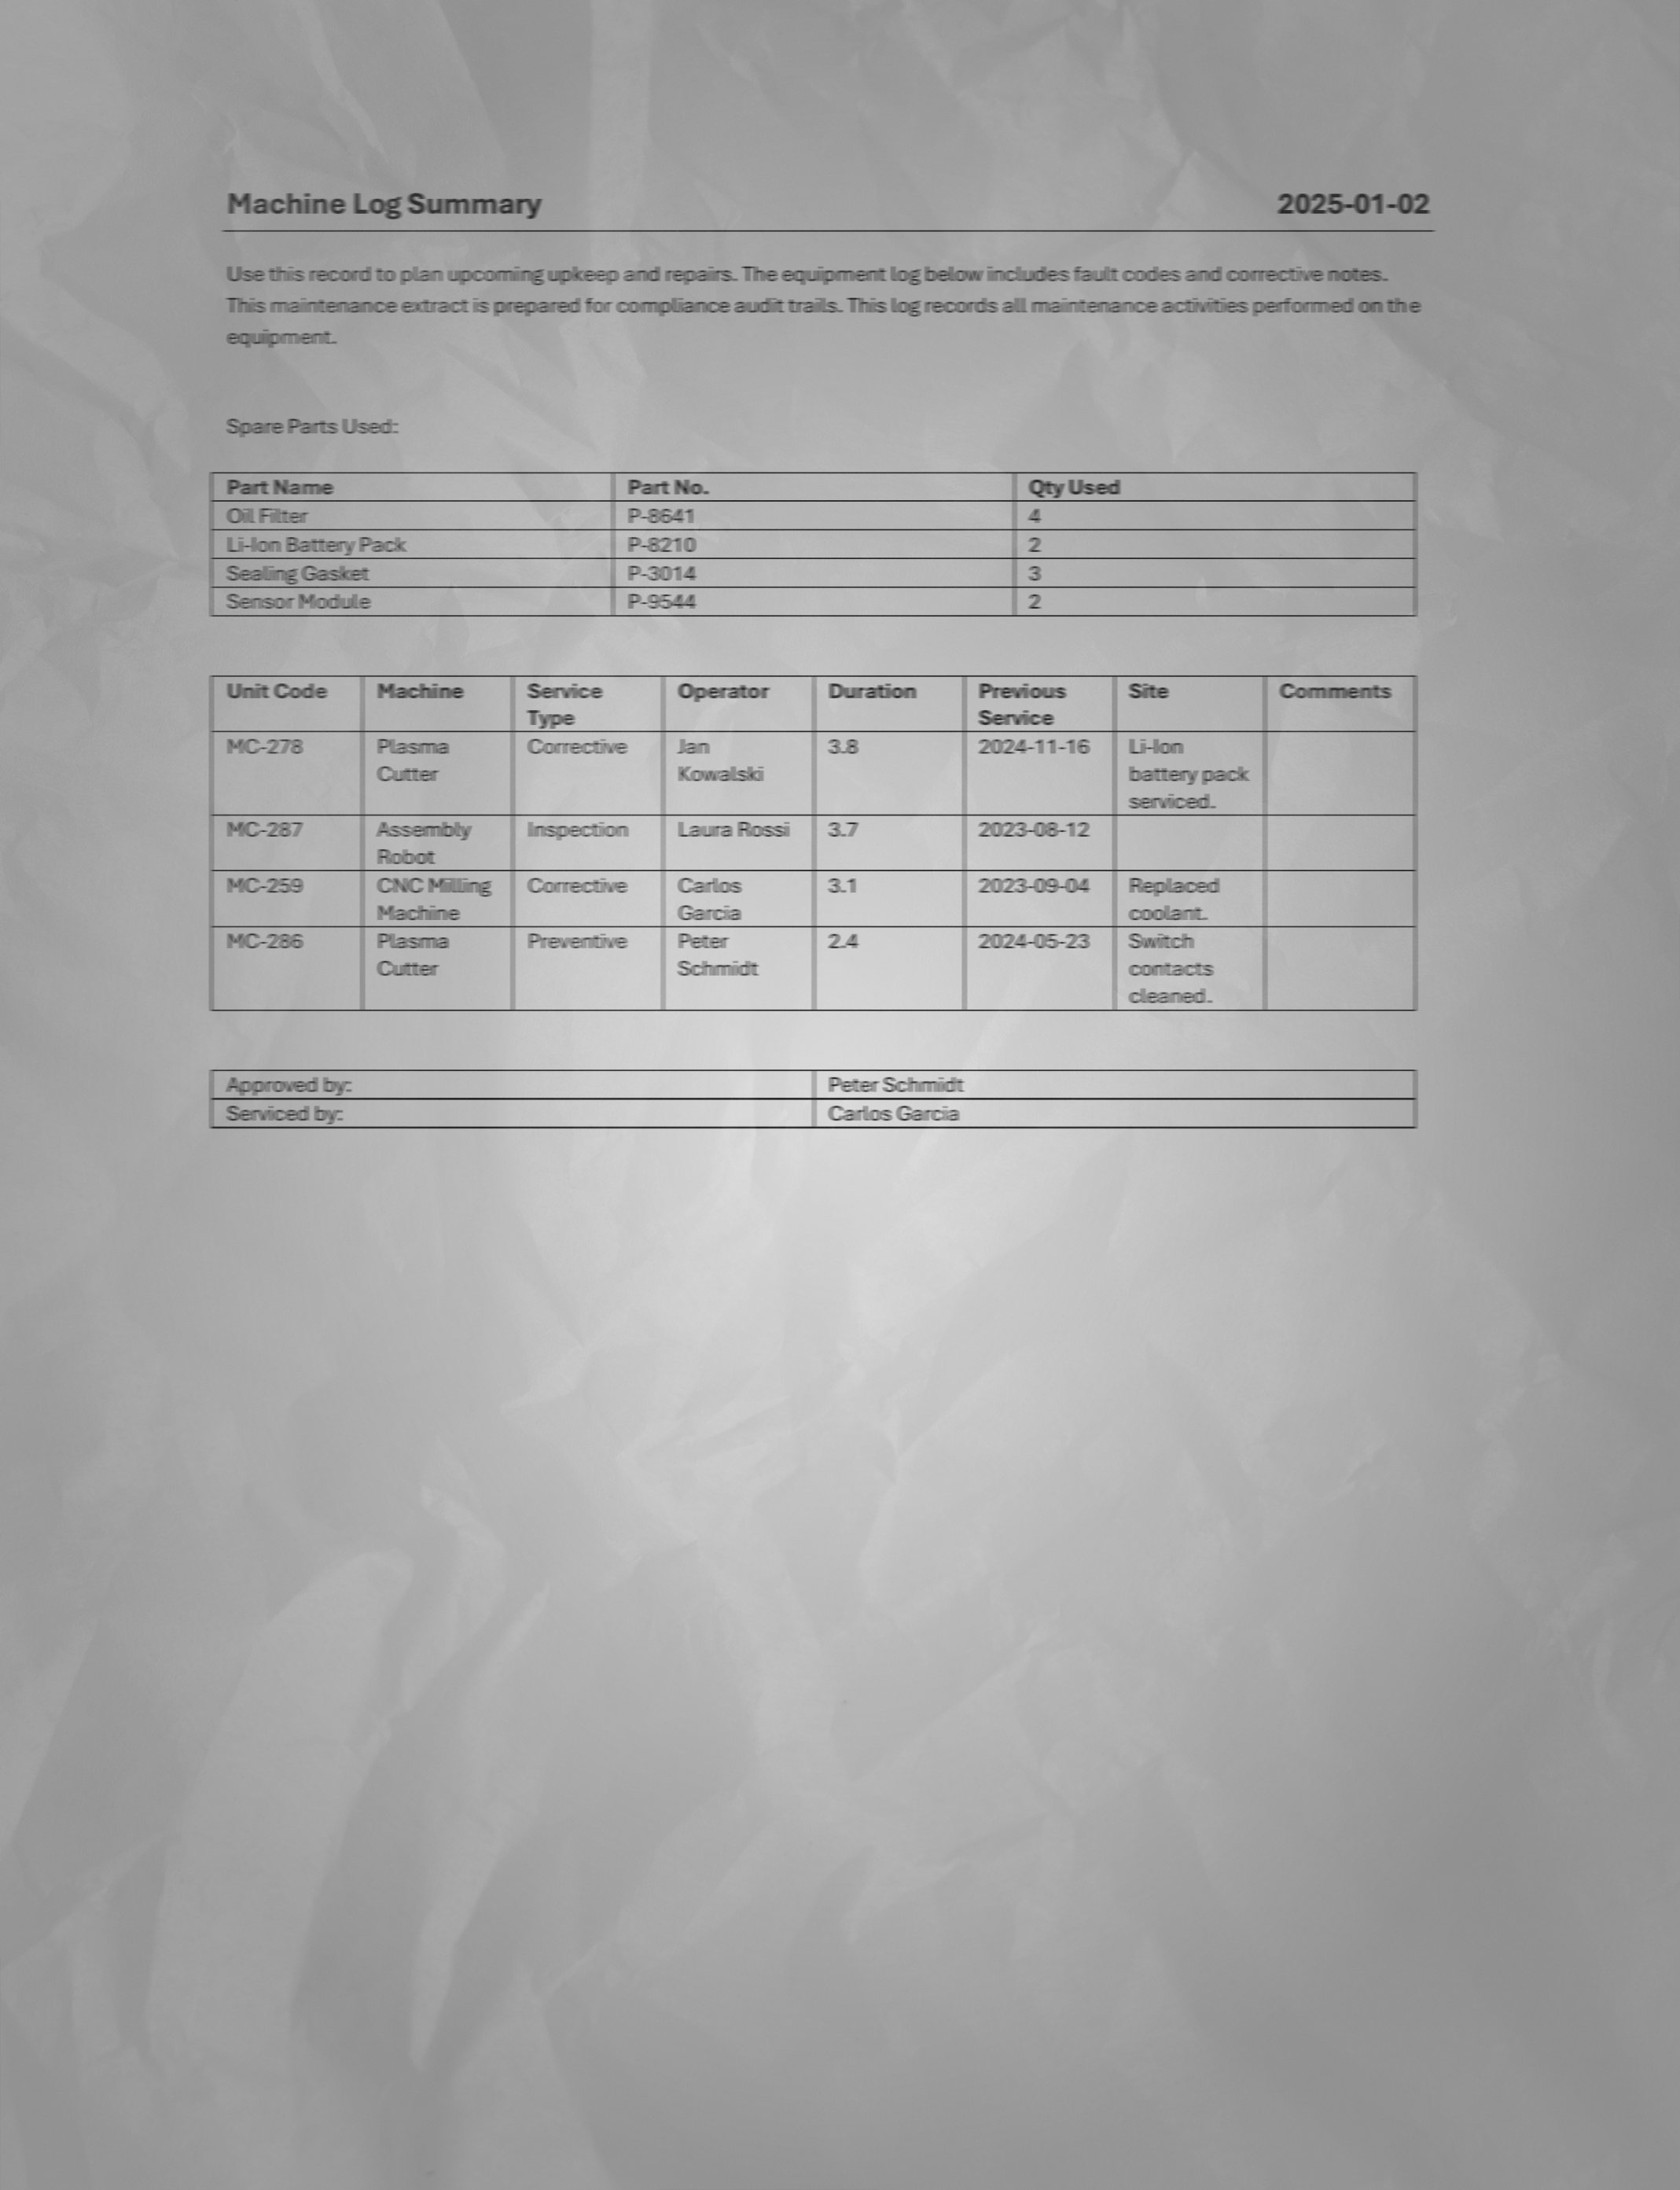 Machine Log Summary 2025-01-02
Use this record to plan upcoming upkeep and repairs. The equipment log below includes fault codes and corrective notes.
This maintenance extract is prepared for compliance audit trails. This log records all maintenance activities performed on the
equipment.
Spare Parts Used:
Part Name Part No. Qty Used
Oil Filter P-8641 4
Li-Ion Battery Pack P-8210 2
Sealing Gasket P-3014 3
Sensor Module P-9544 2
Unit Code Machine Service Operator Duration Previous Site Comments
Type Service
MC-278 Plasma Corrective Jan 3.8 2024-11-16 Li-Ion
Cutter Kowalski battery pack
serviced.
MC-287 Assembly Inspection Laura Rossi 3.7 2023-08-12
Robot
MC-259 CNC Milling Corrective Carlos 3.1 2023-09-04 Replaced
Machine Garcia coolant.
MC-286 Plasma Preventive Peter 2.4 2024-05-23 Switch
Cutter Schmidt contacts
cleaned.
Approved by: Peter Schmidt
Serviced by: Carlos Garcia